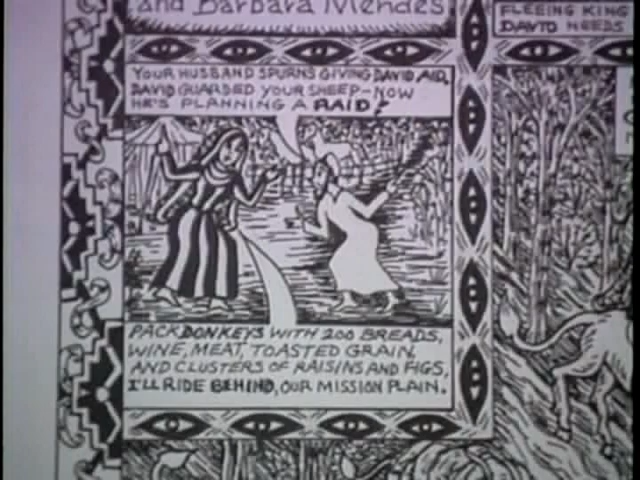 and Barbara Mendes
FLEEING KING
DAVID NEEDS
YOUR HUSBAND SPURNS GIVING DAVID AID,
DAVID GUARDED YOUR SHEEP—NOW
HE'S PLANNING A RAID!
PACK DONKEYS WITH 200 BREADS,
WINE, MEAT, TOASTED GRAIN,
AND CLUSTERS OF RAISINS AND FIGS,
I'LL RIDE BEHIND, OUR MISSION PLAIN.